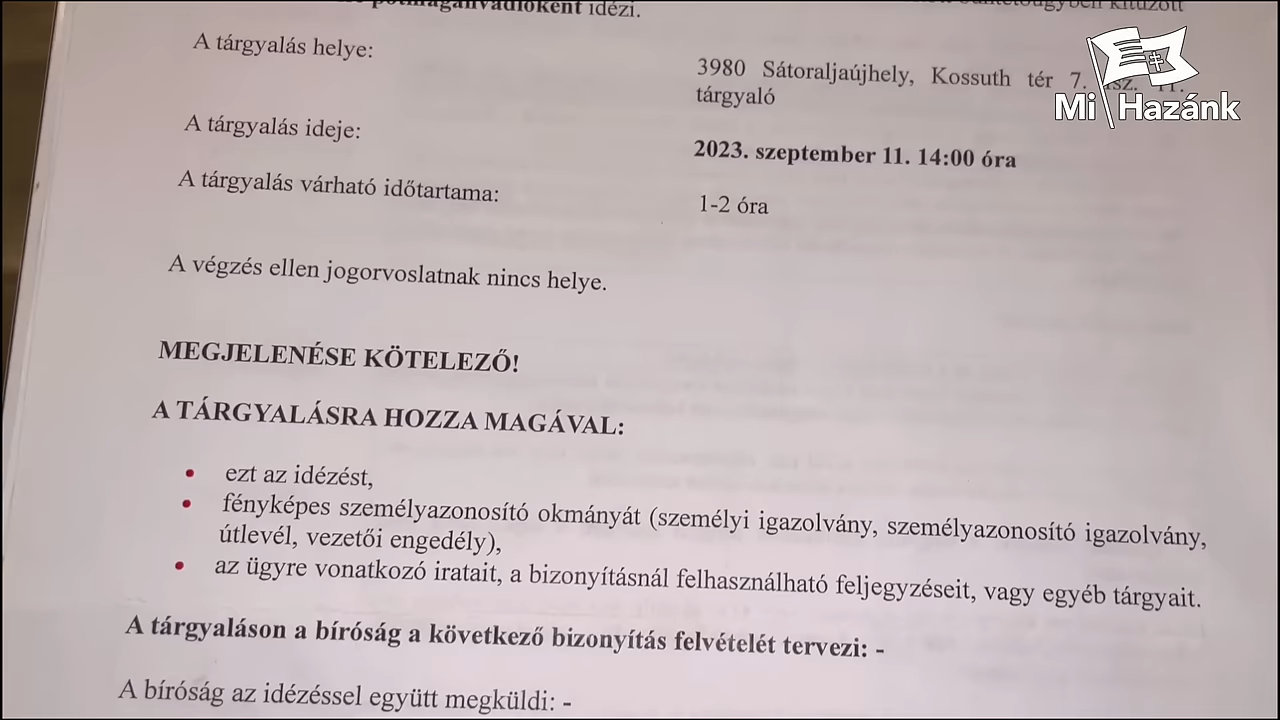 pótmagánvádlóként idézi.
A tárgyalás helye:
3980 Sátoraljaújhely, Kossuth tér 7.
tárgyaló
A tárgyalás ideje:
2023. szeptember 11. 14:00 óra
A tárgyalás várható időtartama:
1-2 óra
A végzés ellen jogorvoslatnak nincs helye.
MEGJELENÉSE KÖTELEZŐ!
A TÁRGYALÁSRA HOZZA MAGÁVAL:
• ezt az idézést,
• fényképes személyazonosító okmányát (személyi igazolvány, személyazonosító igazolvány,
útlevél, vezetői engedély),
• az ügyre vonatkozó iratait, a bizonyításnál felhasználható feljegyzéseit, vagy egyéb tárgyait.
A tárgyaláson a bíróság a következő bizonyítás felvételét tervezi: -
A bíróság az idézéssel együtt megküldi: -
Mi Hazánk